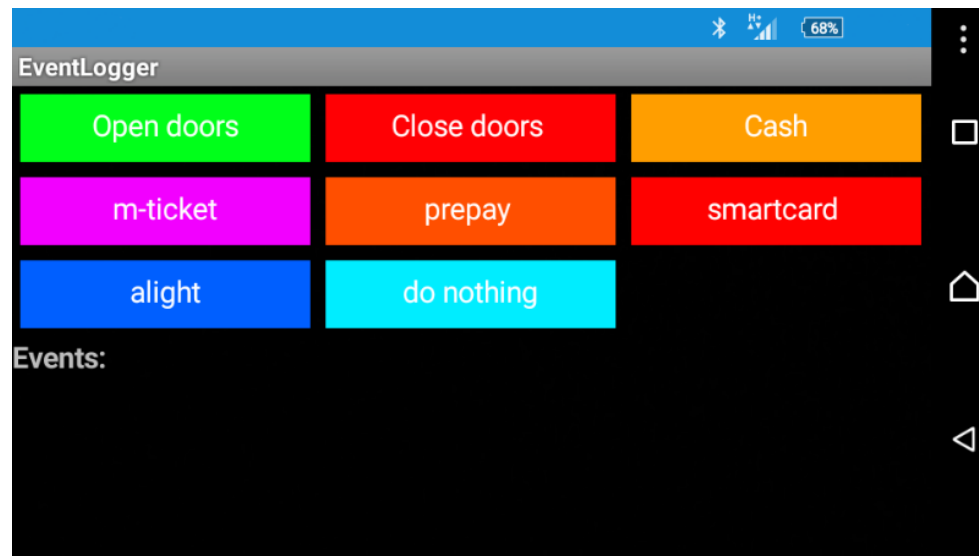 H+
68%
EventLogger
Open doors Close doors Cash
m-ticket prepay smartcard
alight do nothing
Events: